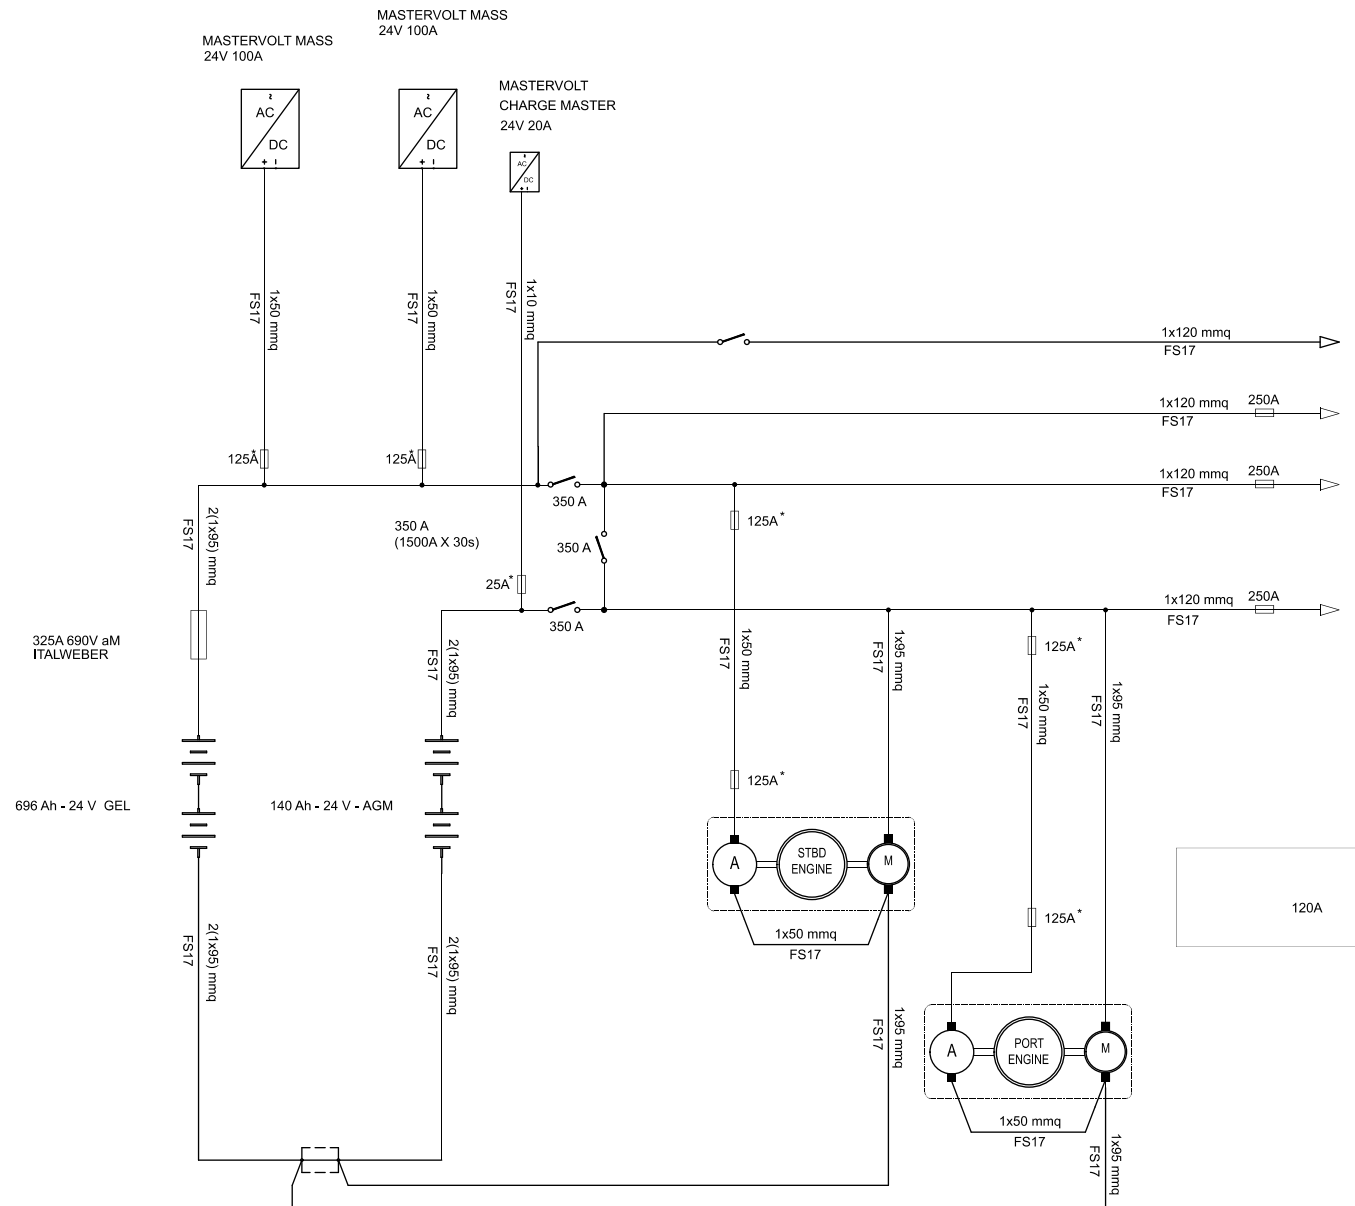 MASTERVOLT MASS
24V 100A
MASTERVOLT MASS
24V 100A
MASTERVOLT
CHARGE MASTER
24V 20A
~
AC
DC
+ −
~
AC
DC
+ −
AC
DC
+ −
1x50 mmq
FS17
1x50 mmq
FS17
1x10 mmq
FS17
1x120 mmq
FS17
1x120 mmq
FS17
250A
1x120 mmq
FS17
250A
1x120 mmq
FS17
250A
125A*
125A*
350 A
350 A
(1500A X 30s)
350 A
25A*
350 A
125A*
2(1x95) mmq
FS17
325A 690V aM
ITALWEBER
2(1x95) mmq
FS17
1x50 mmq
FS17
1x95 mmq
FS17
125A*
1x50 mmq
FS17
1x95 mmq
FS17
696 Ah - 24 V GEL
140 Ah - 24 V - AGM
125A*
A
STBD
ENGINE
M
1x50 mmq
FS17
125A*
120A
2(1x95) mmq
FS17
2(1x95) mmq
FS17
1x95 mmq
FS17
A
PORT
ENGINE
M
1x50 mmq
FS17
1x95 mmq
FS17